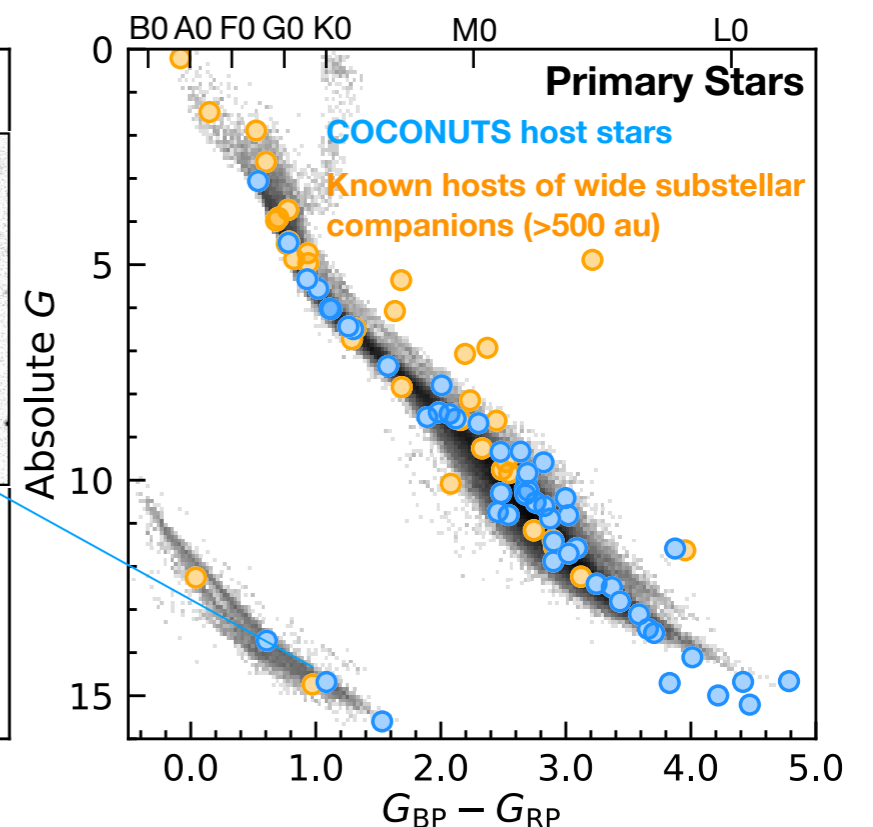 B0 A0 F0 G0 K0 M0 L0
0
Primary Stars
COCONUTS host stars
Known hosts of wide substellar
companions (>500 au)
5
Absolute G
10
15
0.0 1.0 2.0 3.0 4.0 5.0
G_BP − G_RP